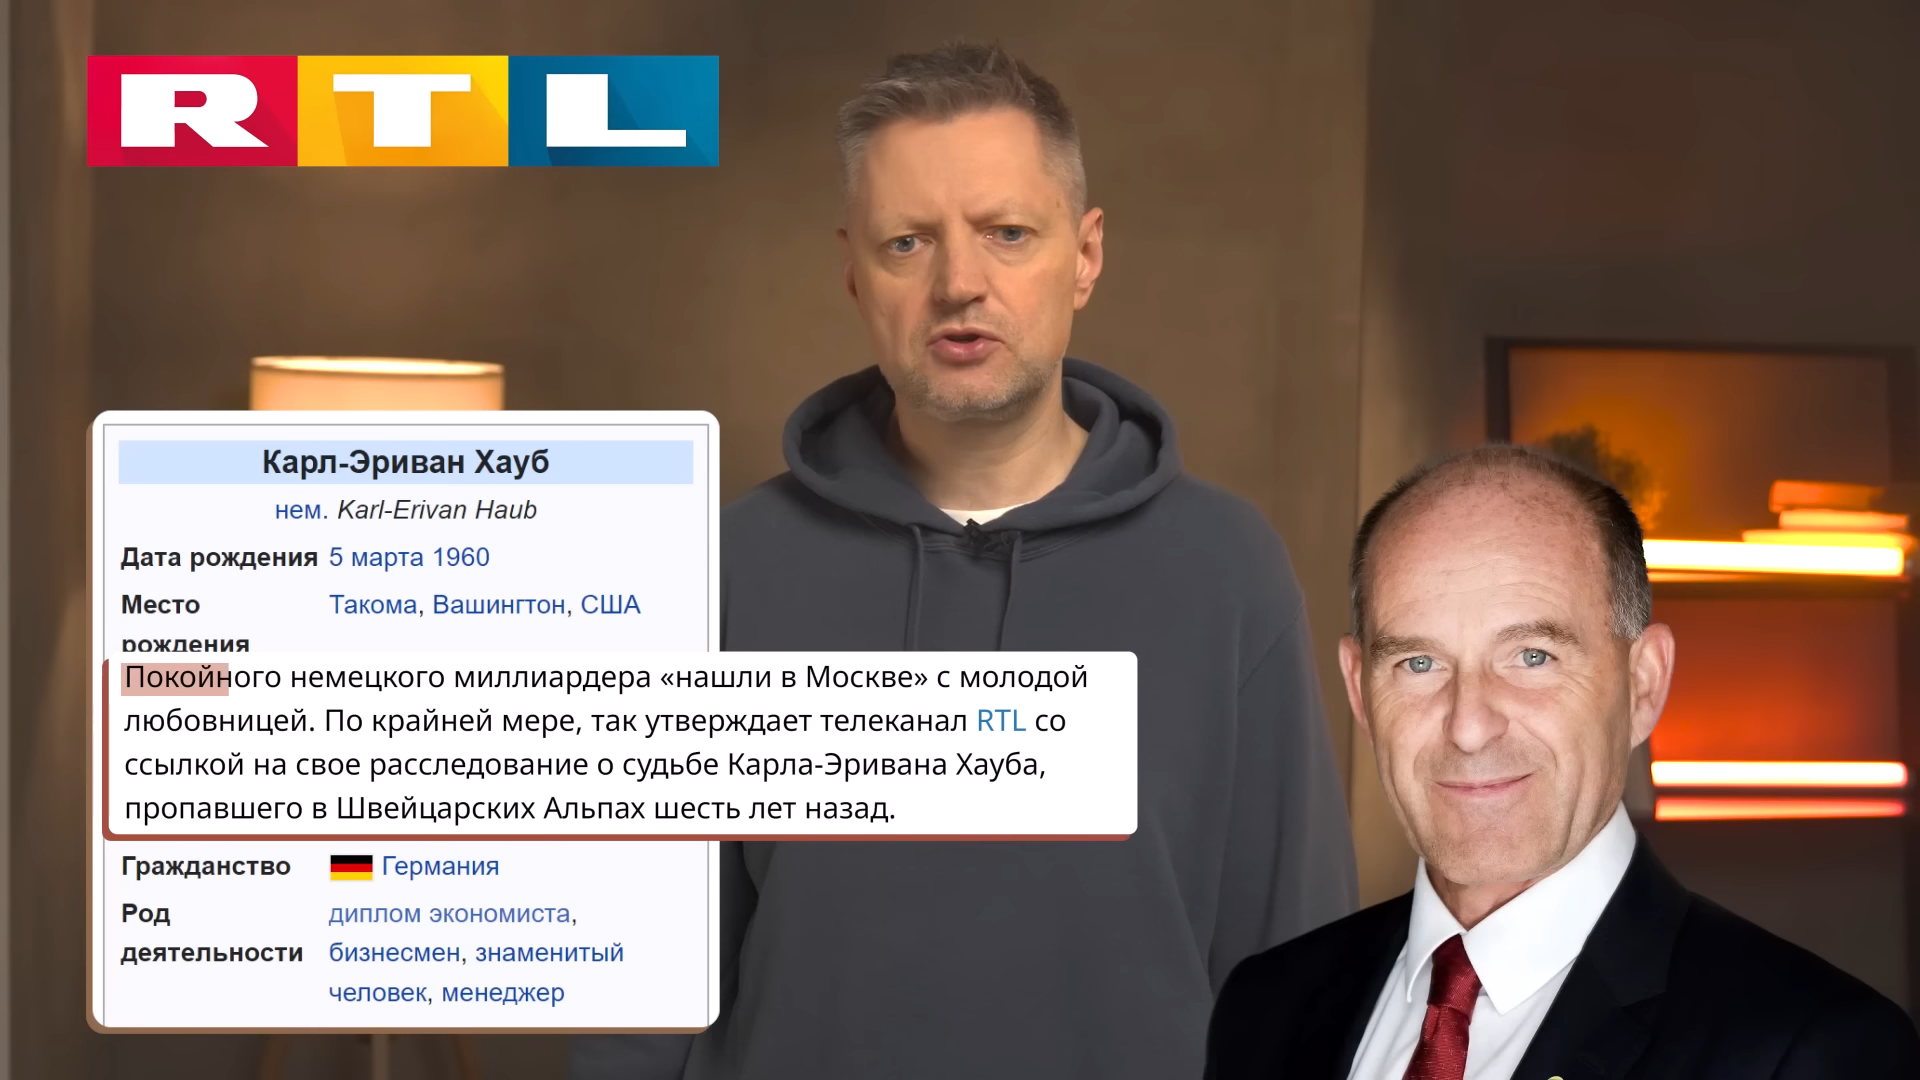 RTL
Карл-Эриван Хауб
нем. Karl-Erivan Haub
Дата рождения 5 марта 1960
Место Такома, Вашингтон, США
рождения
Покойного немецкого миллиардера «нашли в Москве» с молодой
любовницей. По крайней мере, так утверждает телеканал RTL со
ссылкой на свое расследование о судьбе Карла-Эривана Хауба,
пропавшего в Швейцарских Альпах шесть лет назад.
Гражданство Германия
Род диплом экономиста,
деятельности бизнесмен, знаменитый
человек, менеджер